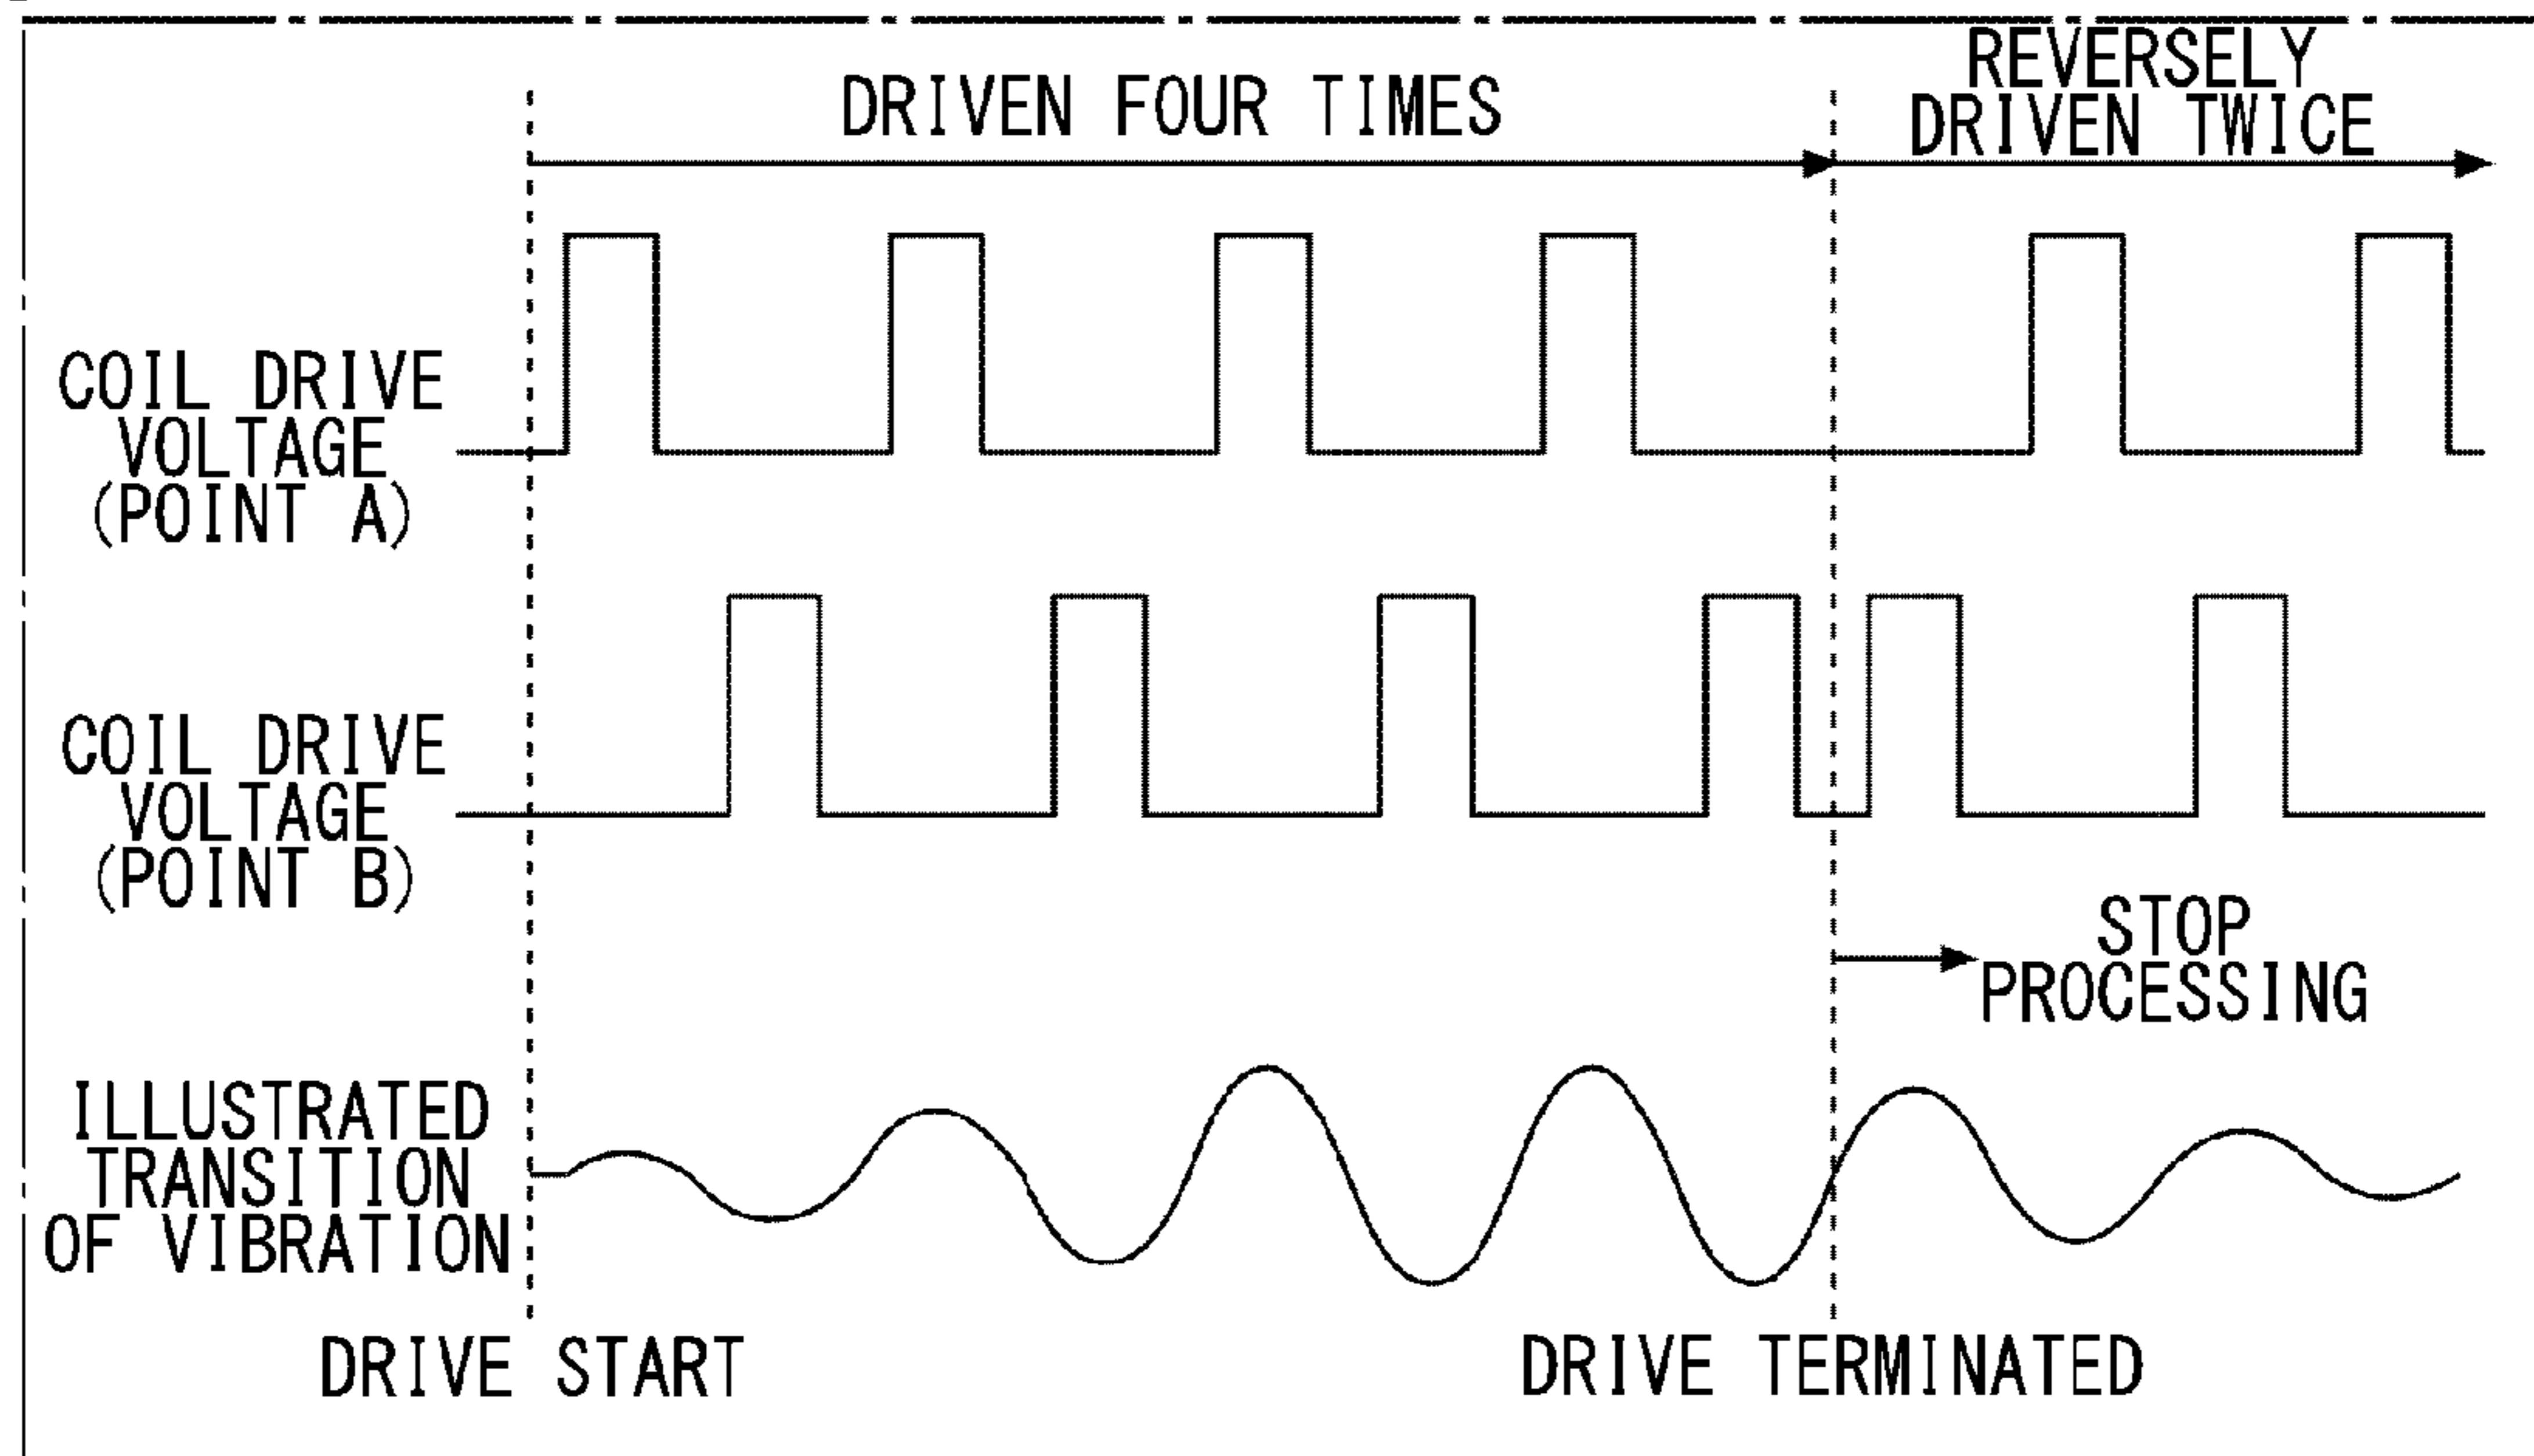 DRIVEN FOUR TIMES
REVERSELY
DRIVEN TWICE
COIL DRIVE
VOLTAGE
(POINT A)
COIL DRIVE
VOLTAGE
(POINT B)
STOP
PROCESSING
ILLUSTRATED
TRANSITION
OF VIBRATION
DRIVE START
DRIVE TERMINATED